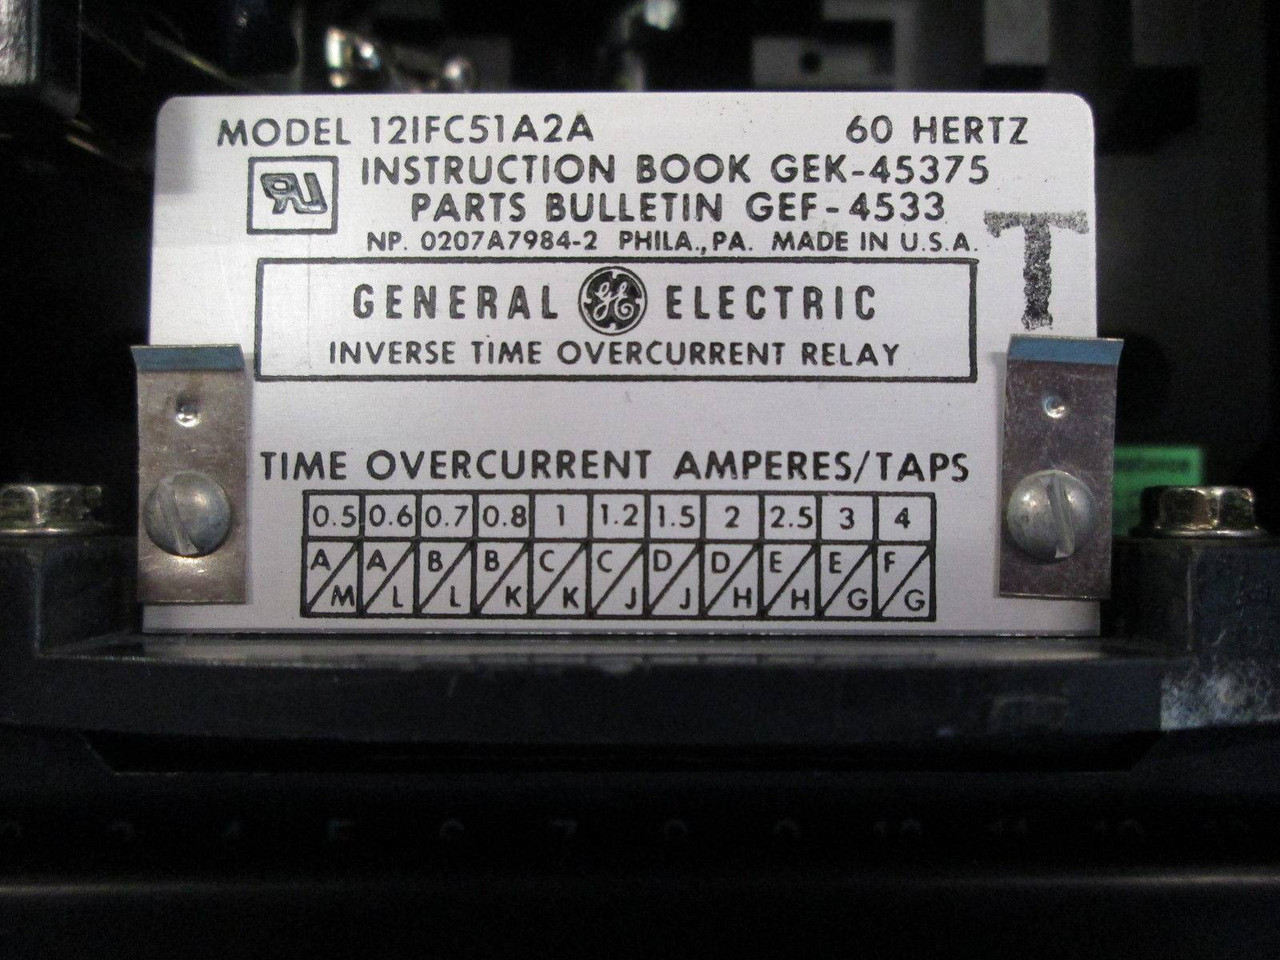 MODEL 12IFC51A2A 60 HERTZ
INSTRUCTION BOOK GEK-45375
PARTS BULLETIN GEF-4533
NP. 0207A7984-2 PHILA., PA. MADE IN U.S.A.
T
GENERAL GE ELECTRIC
INVERSE TIME OVERCURRENT RELAY
TIME OVERCURRENT AMPERES/TAPS
0.5 0.6 0.7 0.8 1 1.2 1.5 2 2.5 3 4
A/M A/L B/L B/K C/K C/J D/J D/H E/H E/G F/G